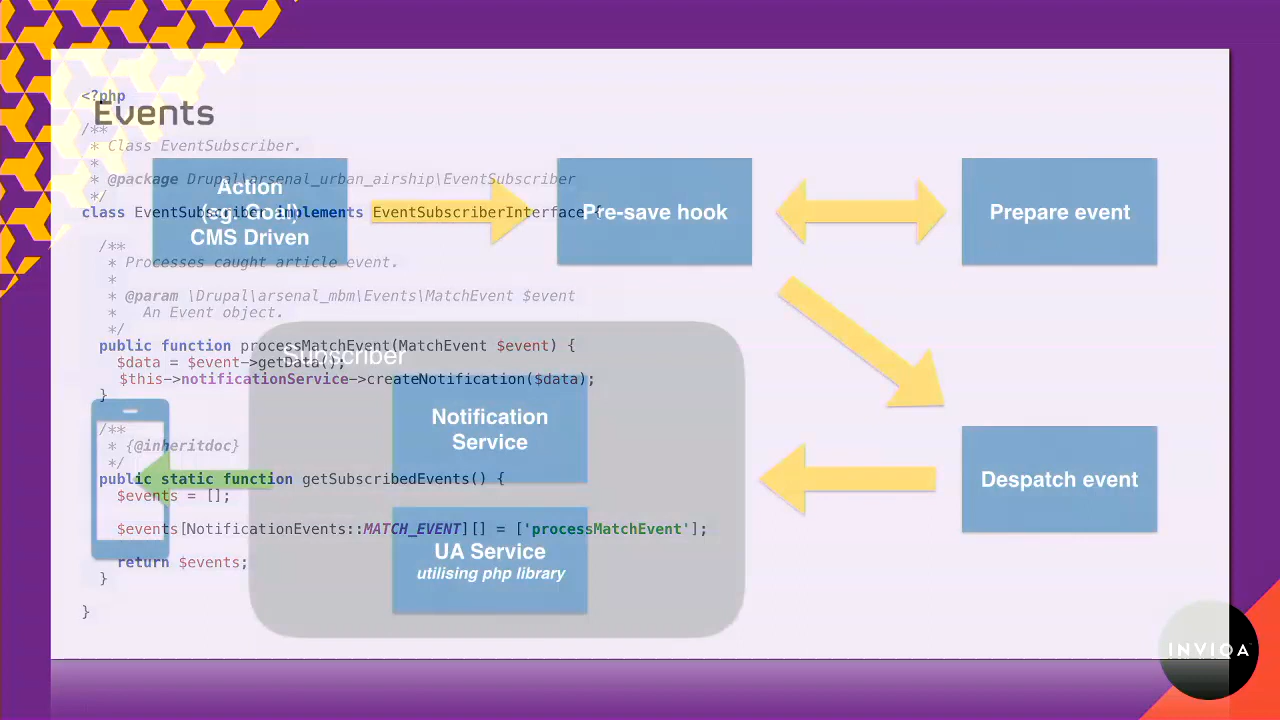 Events
Action
(eg. Goal)
CMS Driven
Pre-save hook
Prepare event
Subscriber
Notification
Service
UA Service
utilising php library
Despatch event
<?php
/**
 * Class EventSubscriber.
 *
 * @package Drupal\arsenal_urban_airship\EventSubscriber
 */
class EventSubscriber implements EventSubscriberInterface {
  /**
   * Processes caught article event.
   *
   * @param \Drupal\arsenal_mbm\Events\MatchEvent $event
   *   An Event object.
   */
  public function processMatchEvent(MatchEvent $event) {
    $data = $event->getData();
    $this->notificationService->createNotification($data);
  }
  /**
   * {@inheritdoc}
   */
  public static function getSubscribedEvents() {
    $events = [];
    $events[NotificationEvents::MATCH_EVENT][] = ['processMatchEvent'];
    return $events;
  }
}
INVIQA